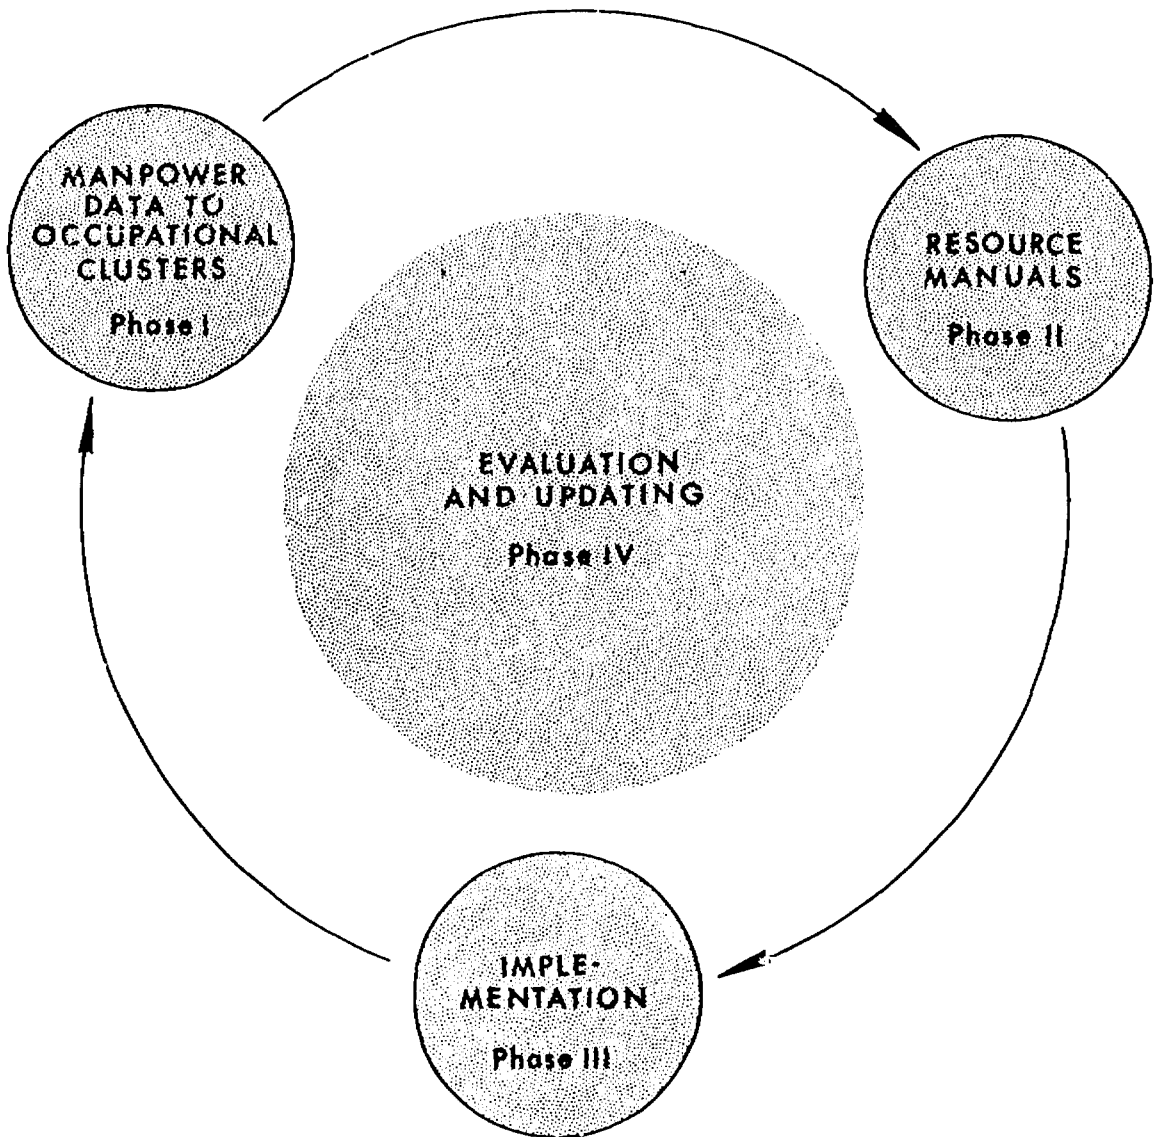 MANPOWER
DATA TO
OCCUPATIONAL
CLUSTERS
Phase I
RESOURCE
MANUALS
Phase II
EVALUATION
AND UPDATING
Phase IV
IMPLE-
MENTATION
Phase III